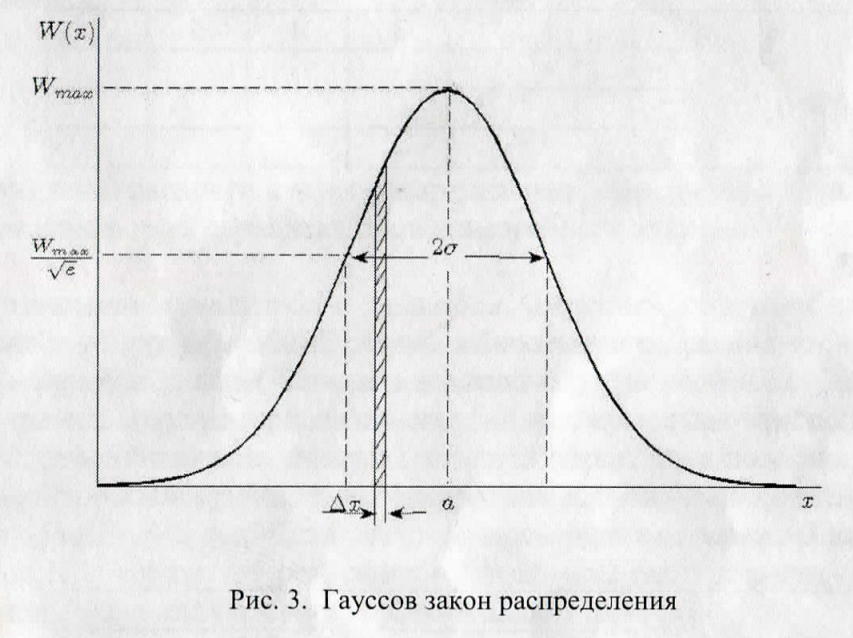 W(x)
W_max
W_max/√e
2σ
Δx
a
x
Рис. 3. Гауссов закон распределения